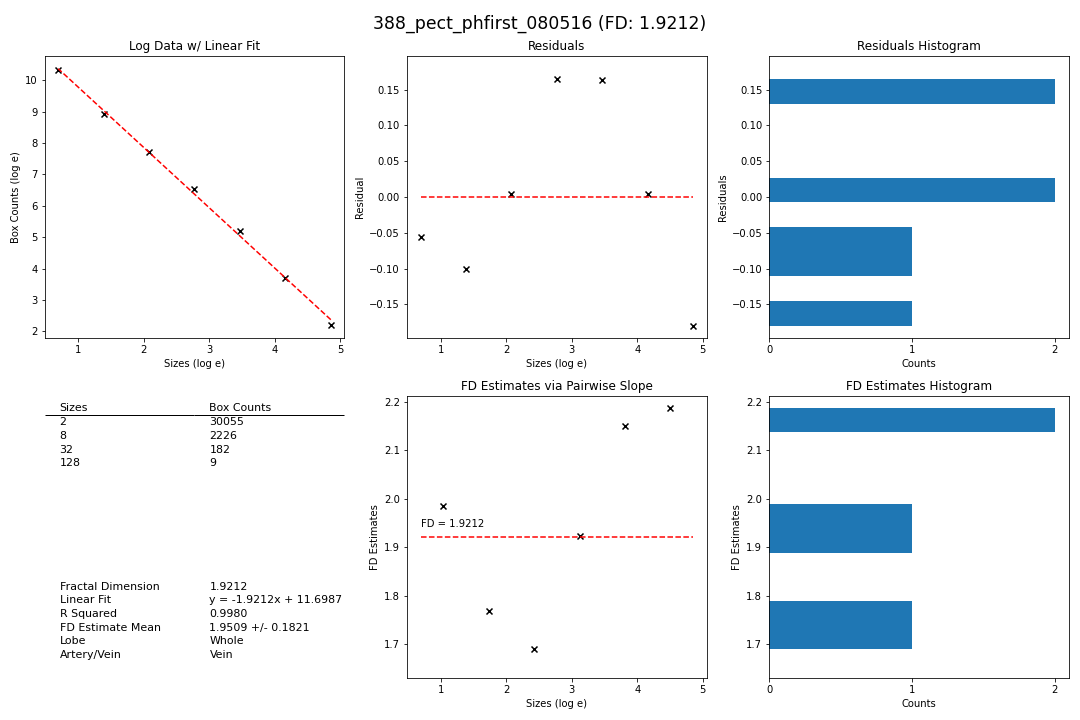 388_pect_phfirst_080516 (FD: 1.9212)
Log Data w/ Linear Fit
Box Counts (log e)
10
9
8
7
6
5
4
3
2
1 2 3 4 5
Sizes (log e)
Residuals
Residual
0.15
0.10
0.05
0.00
−0.05
−0.10
−0.15
1 2 3 4 5
Sizes (log e)
Residuals Histogram
Residuals
0.15
0.10
0.05
0.00
−0.05
−0.10
−0.15
0 1 2
Counts
Sizes Box Counts
2 30055
8 2226
32 182
128 9
Fractal Dimension 1.9212
Linear Fit y = -1.9212x + 11.6987
R Squared 0.9980
FD Estimate Mean 1.9509 +/- 0.1821
Lobe Whole
Artery/Vein Vein
FD Estimates via Pairwise Slope
FD Estimates
2.2
2.1
2.0
1.9
1.8
1.7
FD = 1.9212
1 2 3 4 5
Sizes (log e)
FD Estimates Histogram
FD Estimates
2.2
2.1
2.0
1.9
1.8
1.7
0 1 2
Counts